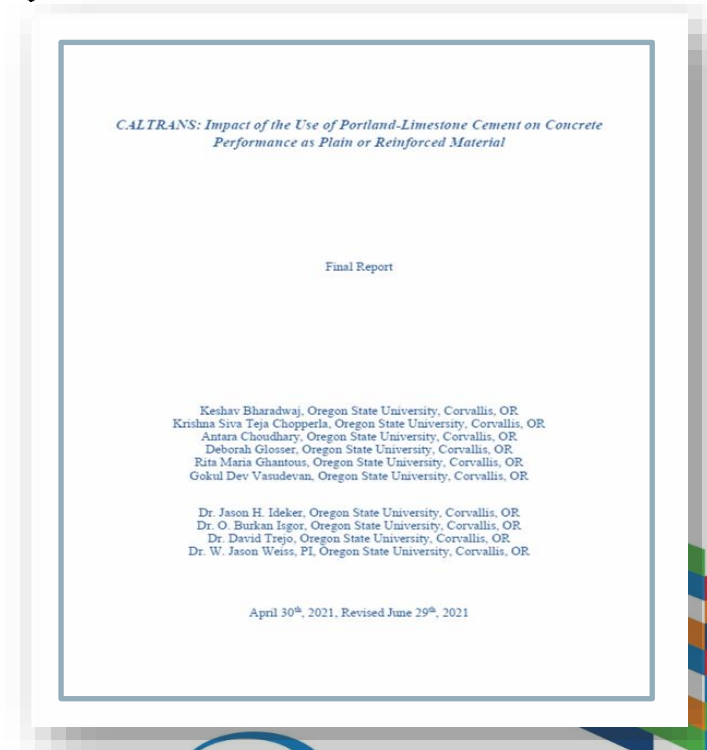 CALTRANS: Impact of the Use of Portland-Limestone Cement on Concrete
Performance as Plain or Reinforced Material
Final Report
Keshav Bharadwaj, Oregon State University, Corvallis, OR
Krishna Siva Teja Chopperla, Oregon State University, Corvallis, OR
Antara Choudhary, Oregon State University, Corvallis, OR
Deborah Glosser, Oregon State University, Corvallis, OR
Rita Maria Ghantous, Oregon State University, Corvallis, OR
Gokul Dev Vasudevan, Oregon State University, Corvallis, OR
Dr. Jason H. Ideker, Oregon State University, Corvallis, OR
Dr. O. Burkan Isgor, Oregon State University, Corvallis, OR
Dr. David Trejo, Oregon State University, Corvallis, OR
Dr. W. Jason Weiss, PI, Oregon State University, Corvallis, OR
April 30th, 2021, Revised June 29th, 2021